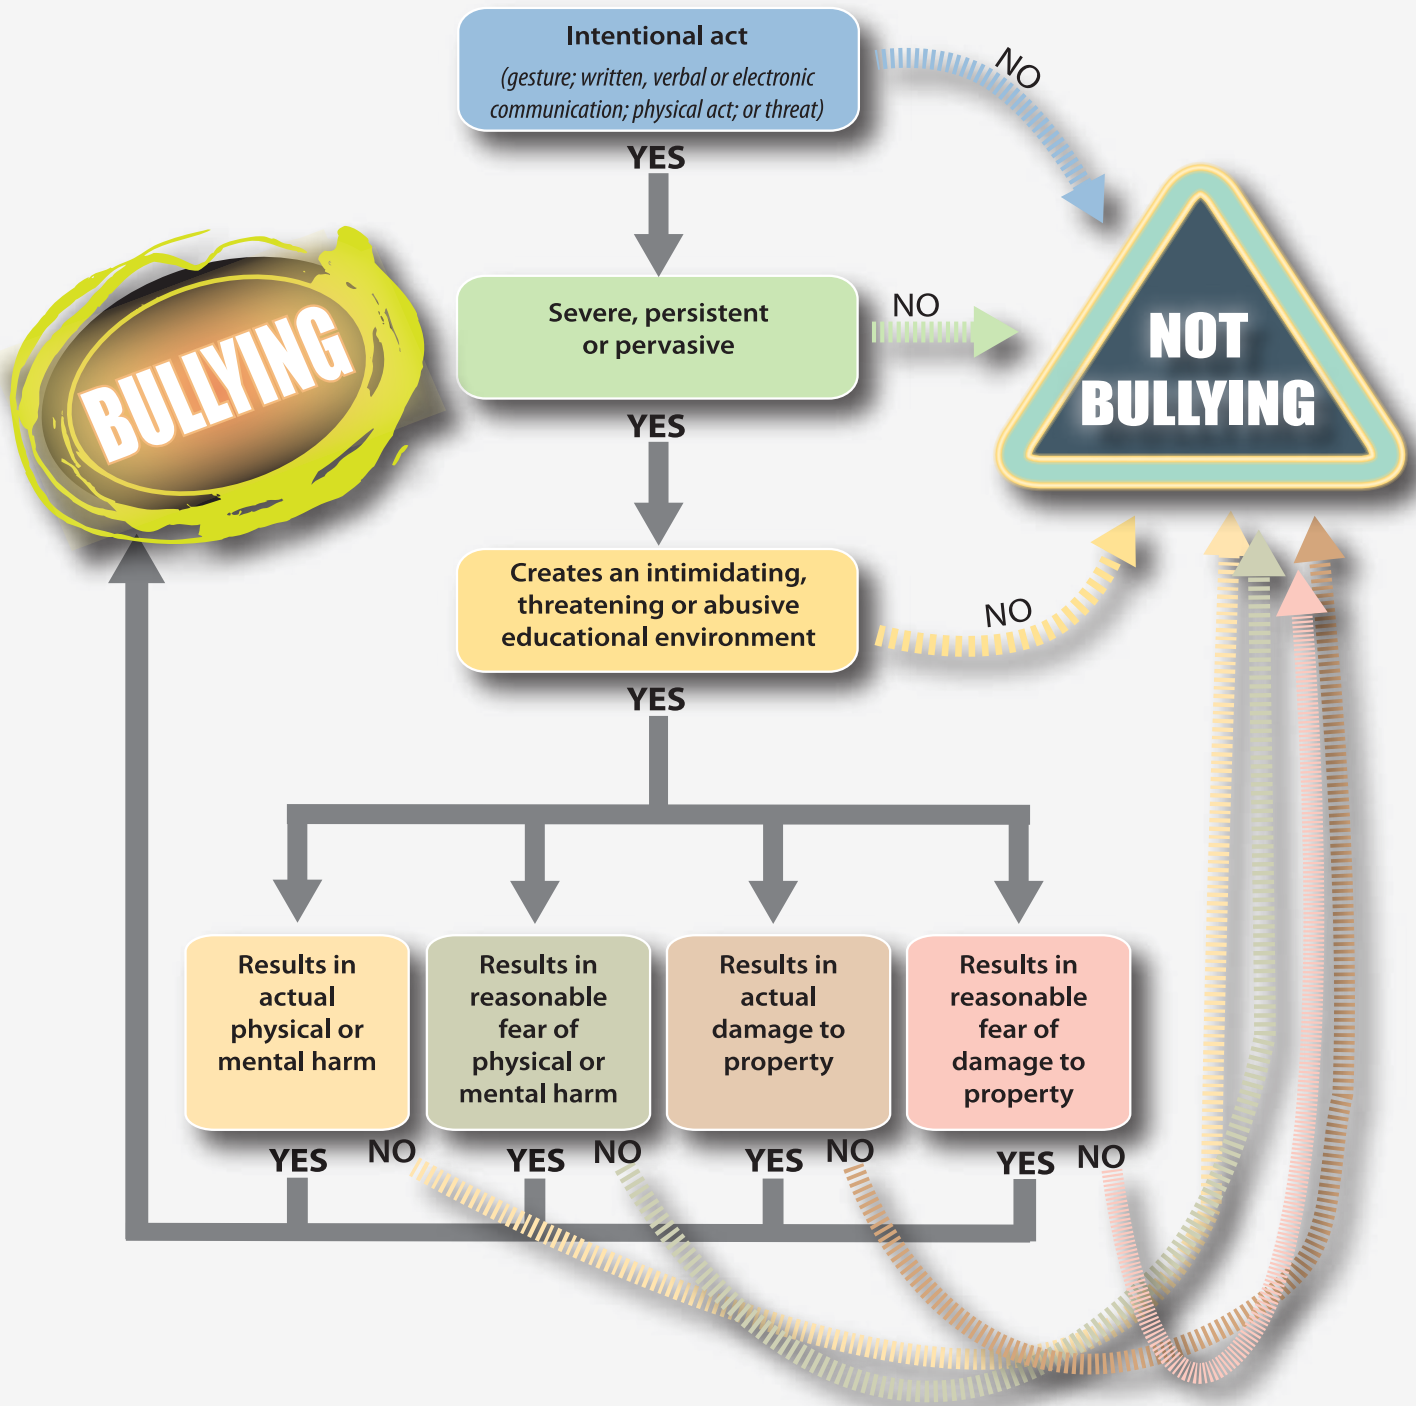 Intentional act
(gesture; written, verbal or electronic
communication; physical act; or threat)
NO
YES
BULLYING
Severe, persistent
or pervasive
NO
NOT
BULLYING
YES
Creates an intimidating,
threatening or abusive
educational environment
NO
YES
Results in
actual
physical or
mental harm
Results in
reasonable
fear of
physical or
mental harm
Results in
actual
damage to
property
Results in
reasonable
fear of
damage to
property
YES NO
YES NO
YES NO
YES NO